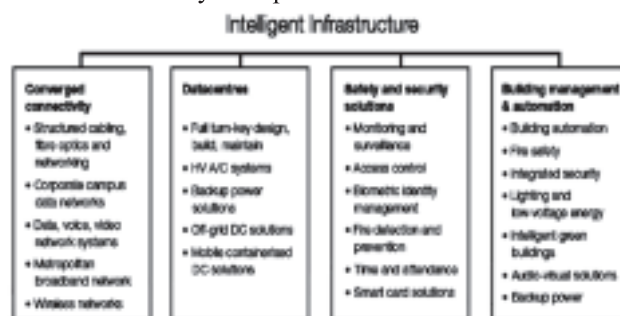 Intelligent Infrastructure
Converged
connectivity
• Structured cabling,
fibre optics and
networking
• Corporate campus
data networks
• Data, voice, video
network systems
• Metropolitan
broadband network
• Wireless networks
Datacentres
• Full turn-key design,
build, maintain
• HV A/C systems
• Backup power
solutions
• Off-grid DC solutions
• Mobile containerised
DC solutions
Safety and security
solutions
• Monitoring and
surveillance
• Access control
• Biometric identity
management
• Fire detection and
prevention
• Time and attendance
• Smart card solutions
Building management
& automation
• Building automation
• Fire safety
• Integrated security
• Lighting and
low voltage energy
• Intelligent green
buildings
• Audio-visual solutions
• Backup power